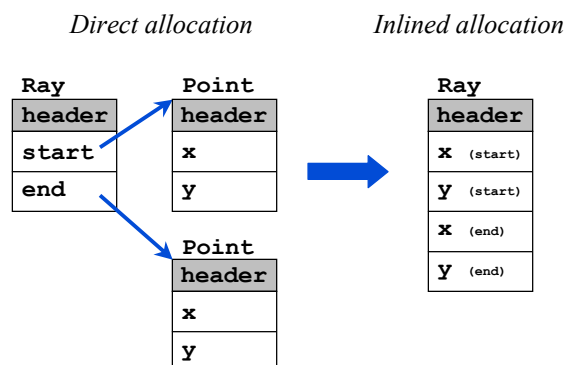 Direct allocation
Inlined allocation
Ray
header
start
end
Point
header
x
y
Point
header
x
y
Ray
header
x (start)
y (start)
x (end)
y (end)